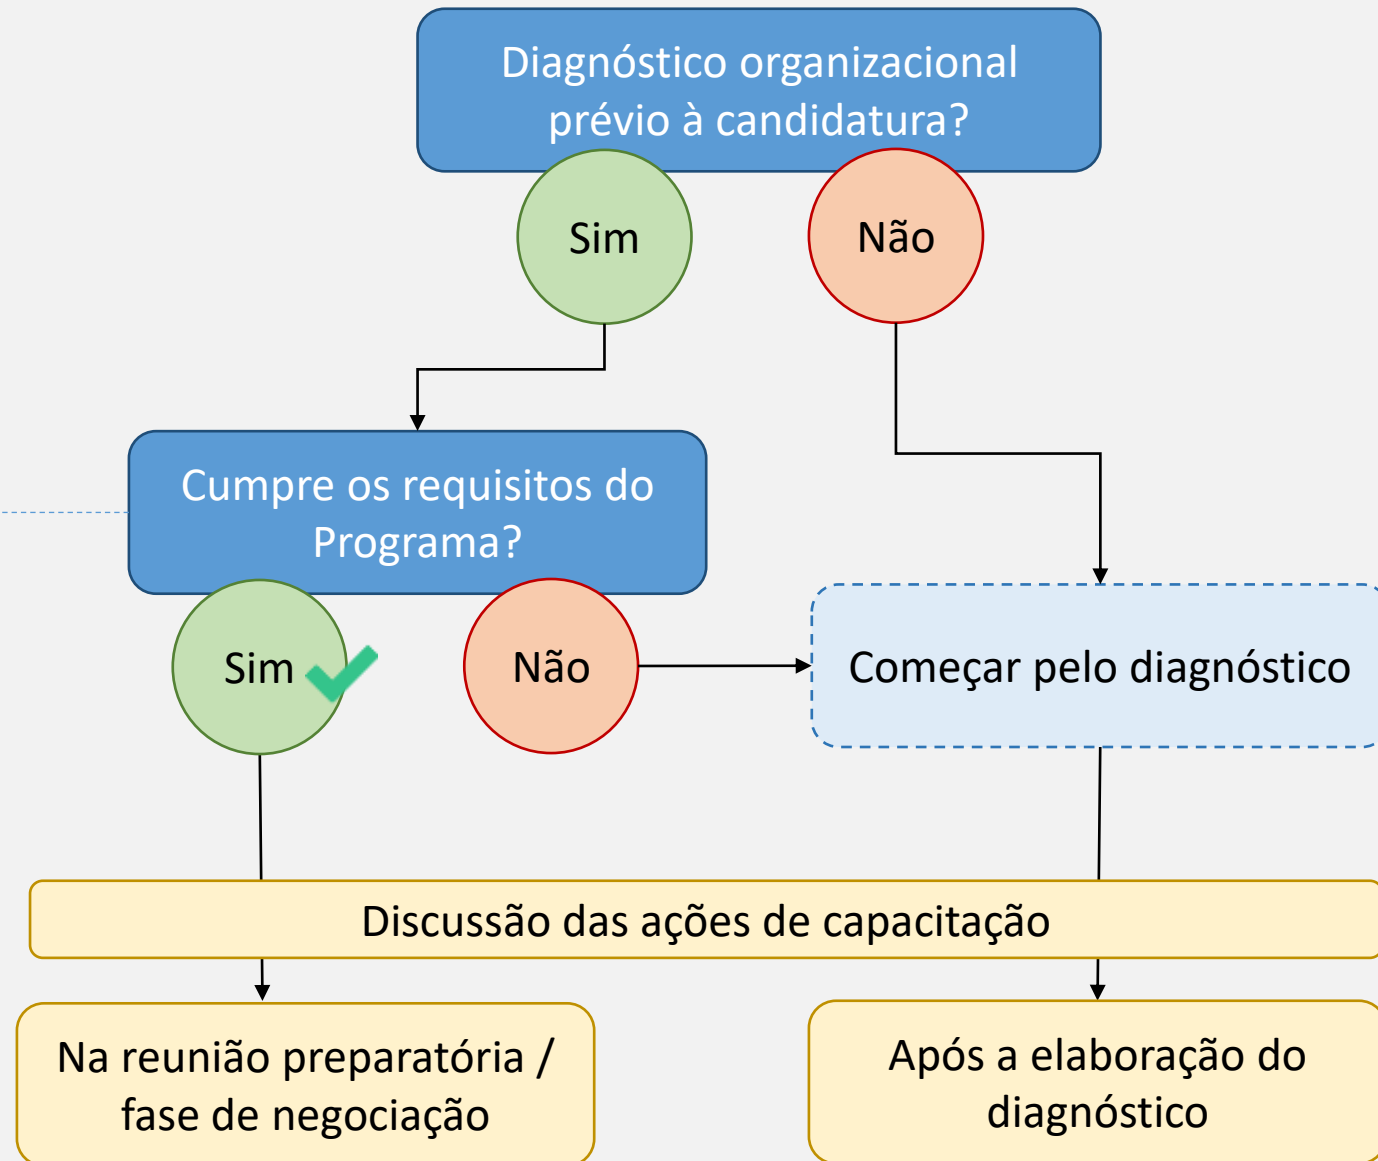 Diagnóstico organizacional
prévio à candidatura?
Sim
Não
Cumpre os requisitos do
Programa?
Sim
Não
Começar pelo diagnóstico
Discussão das ações de capacitação
Na reunião preparatória /
fase de negociação
Após a elaboração do
diagnóstico